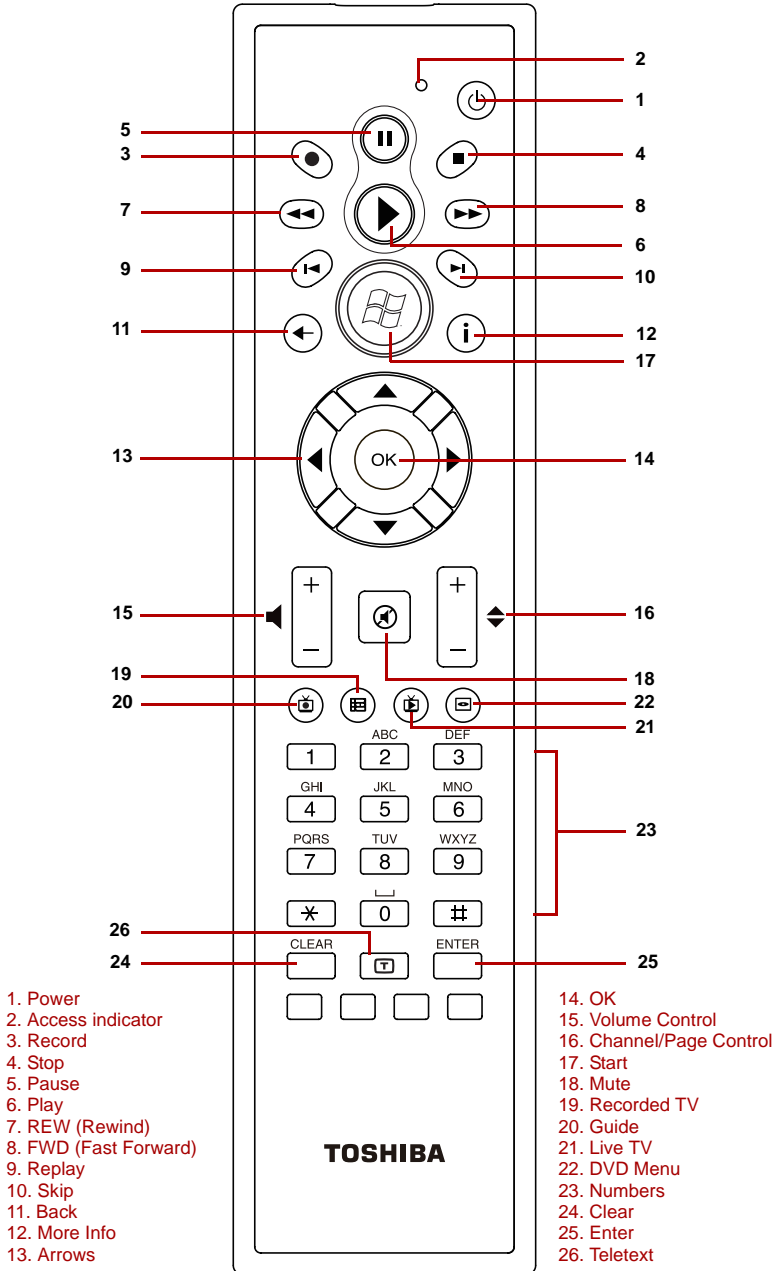 2
1
5
3
4
7
8
6
9
10
11
12
17
13
OK
14
+
+
15
16
–
–
18
19
20
22
21
ABC
DEF
1
2
3
GHI
JKL
MNO
4
5
6
23
PQRS
TUV
WXYZ
7
8
9
*
0
#
26
CLEAR
ENTER
24
T
25
TOSHIBA
1. Power
2. Access indicator
3. Record
4. Stop
5. Pause
6. Play
7. REW (Rewind)
8. FWD (Fast Forward)
9. Replay
10. Skip
11. Back
12. More Info
13. Arrows
14. OK
15. Volume Control
16. Channel/Page Control
17. Start
18. Mute
19. Recorded TV
20. Guide
21. Live TV
22. DVD Menu
23. Numbers
24. Clear
25. Enter
26. Teletext